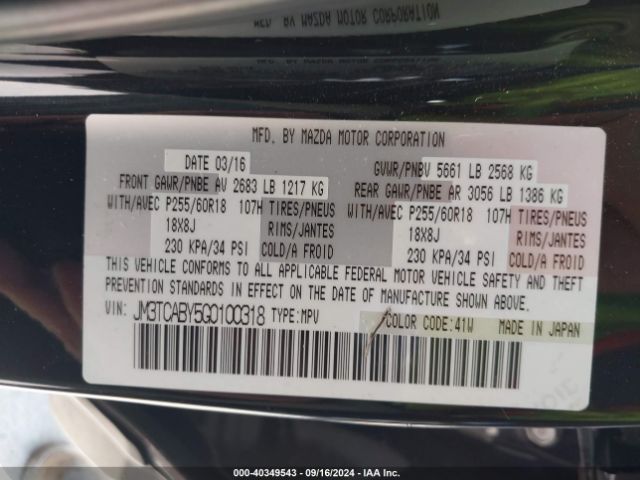 MFD. BY MAZDA MOTOR CORPORATION
MFD. BY MAZDA MOTOR CORPORATION
DATE 03/16 GVWR/PNBV 5661 LB 2568 KG
FRONT GAWR/PNBE AV 2683 LB 1217 KG REAR GAWR/PNBE AR 3056 LB 1386 KG
WITH/AVEC P255/60R18 107H TIRES/PNEUS WITH/AVEC P255/60R18 107H TIRES/PNEUS
18X8J RIMS/JANTES 18X8J RIMS/JANTES
230 KPA/34 PSI COLD/A FROID 230 KPA/34 PSI COLD/A FROID
THIS VEHICLE CONFORMS TO ALL APPLICABLE FEDERAL MOTOR VEHICLE SAFETY AND THEFT
PREVENTION STANDARDS IN EFFECT ON THE DATE OF MANUFACTURE SHOWN ABOVE.
VIN: JM3TCABY5G0100318 TYPE:MPV COLOR CODE:41W MADE IN JAPAN
000-40349543 - 09/16/2024 - IAA Inc.